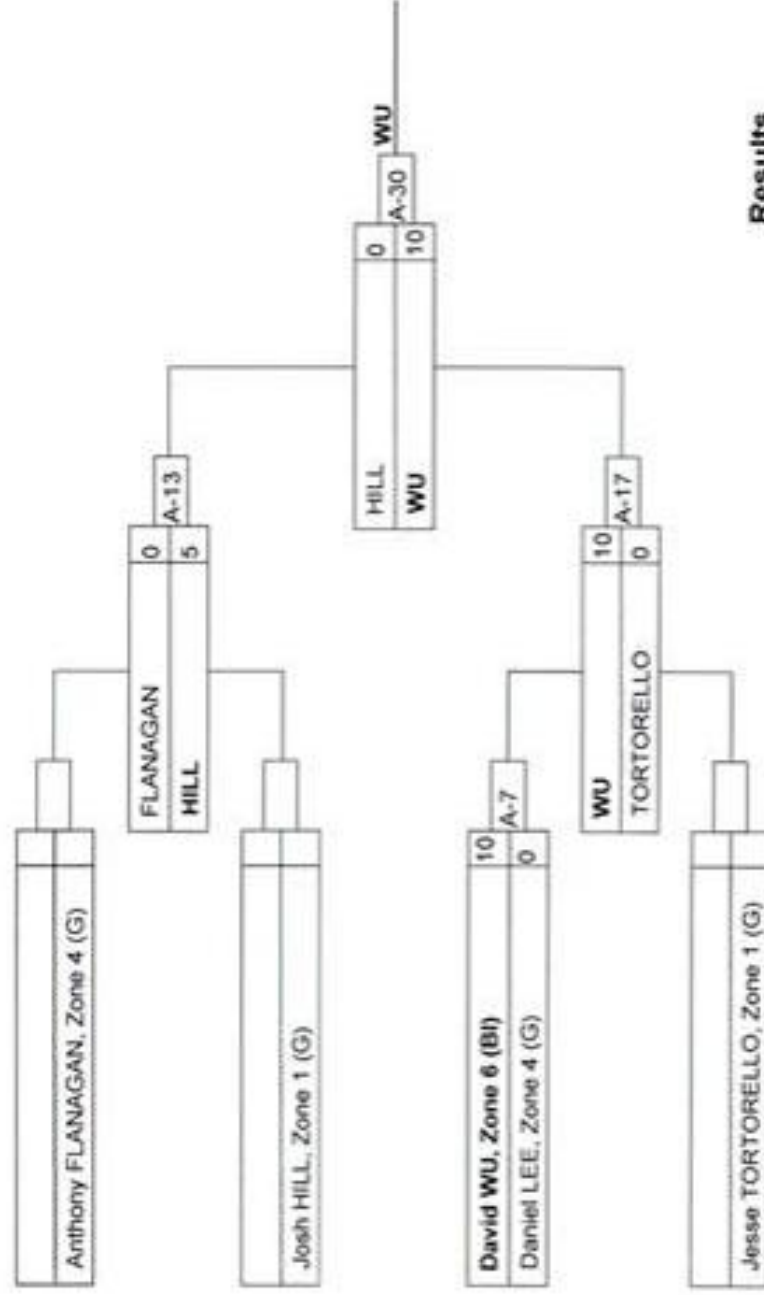 Anthony FLANAGAN, Zone 4 (G)
Josh HILL, Zone 1 (G)
David WU, Zone 6 (Bl) 10
A-7
Daniel LEE, Zone 4 (G) 0
Jesse TORTORELLO, Zone 1 (G)
FLANAGAN 0
A-13
HILL 5
WU 10
A-17
TORTORELLO 0
HILL 0
A-30
WU 10
WU
Results